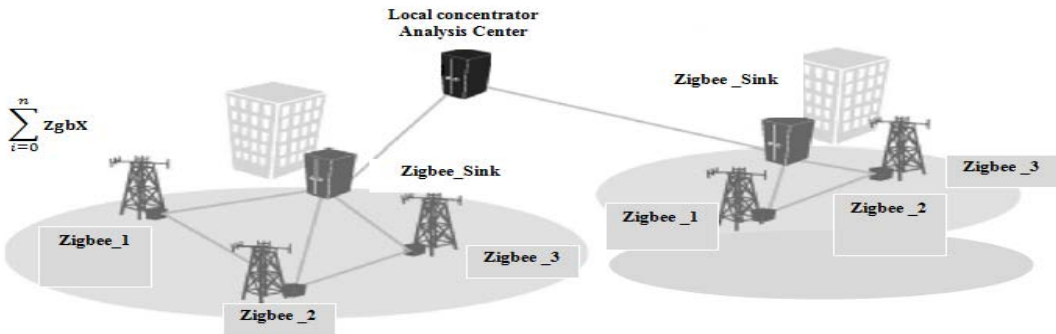 Local concentrator
Analysis Center
n
∑ ZgbX
i=0
Zigbee _Sink
Zigbee_Sink
Zigbee_1
Zigbee _2
Zigbee _3
Zigbee _1
Zigbee _2
Zigbee _3